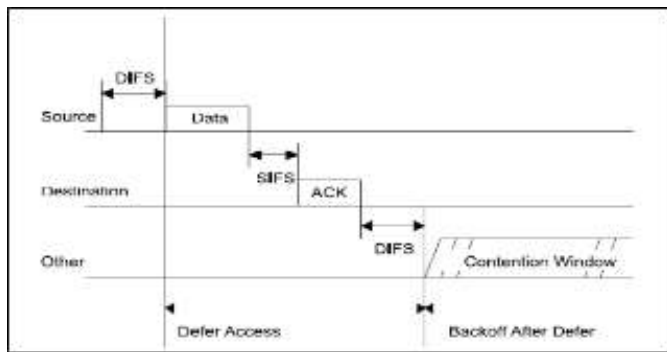 DIFS
Source
Data
SIFS
Destination
ACK
DIFS
Other
Contention Window
Defer Access
Backoff After Defer